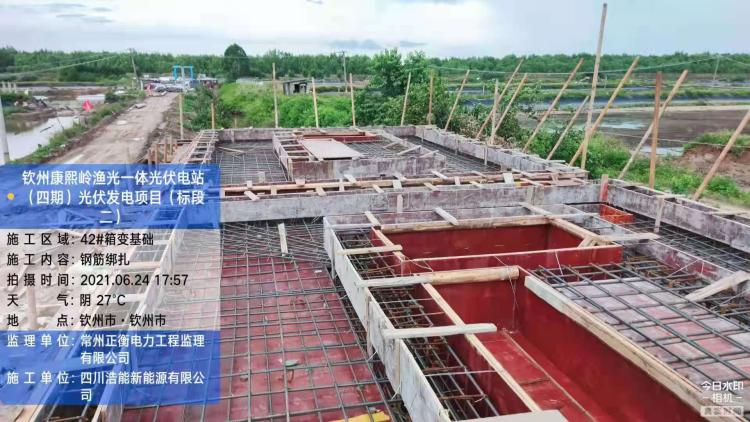 钦州康熙岭渔光一体光伏电站
（四期）光伏发电项目（标段
二）
施工区域：42#箱变基础
施工内容：钢筋绑扎
拍摄时间：2021.06.24 17:57
天气：阴 27°C
地点：钦州市·钦州市
监理单位：常州正衡电力工程监理
有限公司
施工单位：四川浩能新能源有限公
司
今日水印
相机